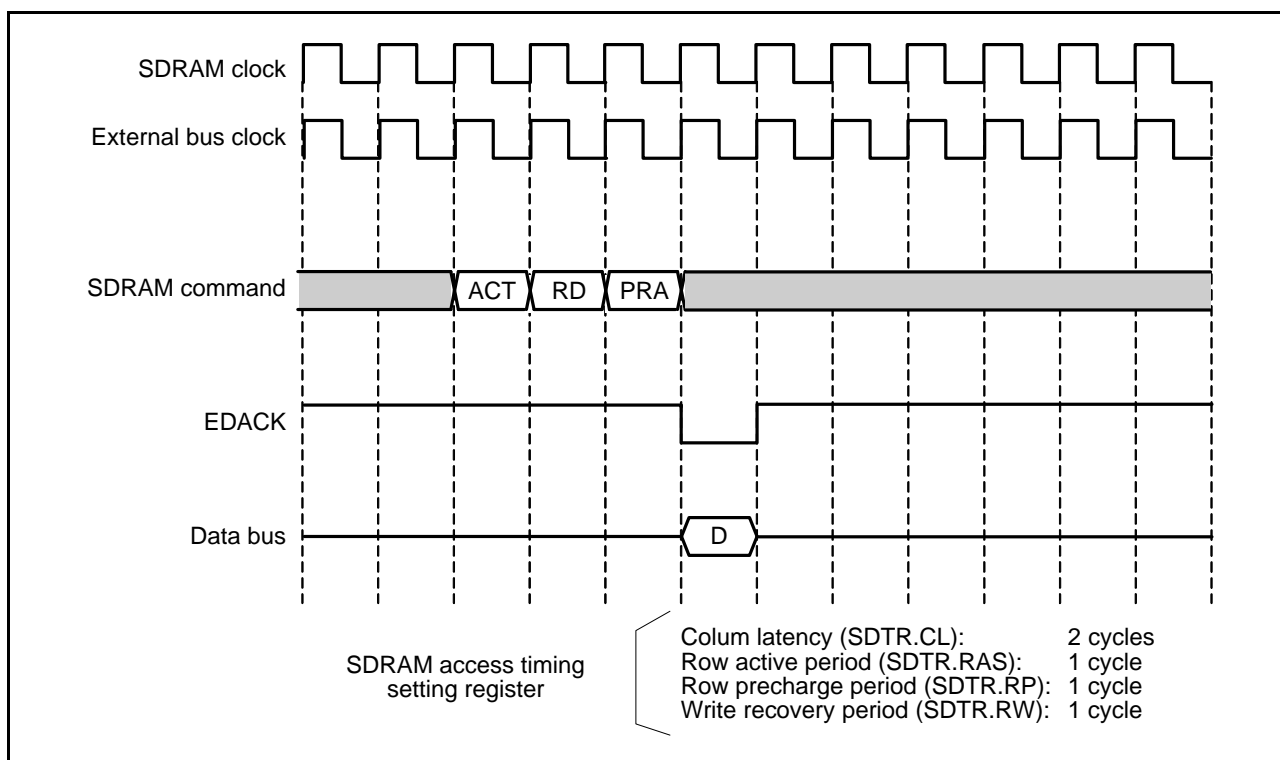 SDRAM clock
External bus clock
SDRAM command
ACT RD PRA
EDACK
Data bus
D
SDRAM access timing
setting register
Colum latency (SDTR.CL): 2 cycles
Row active period (SDTR.RAS): 1 cycle
Row precharge period (SDTR.RP): 1 cycle
Write recovery period (SDTR.RW): 1 cycle